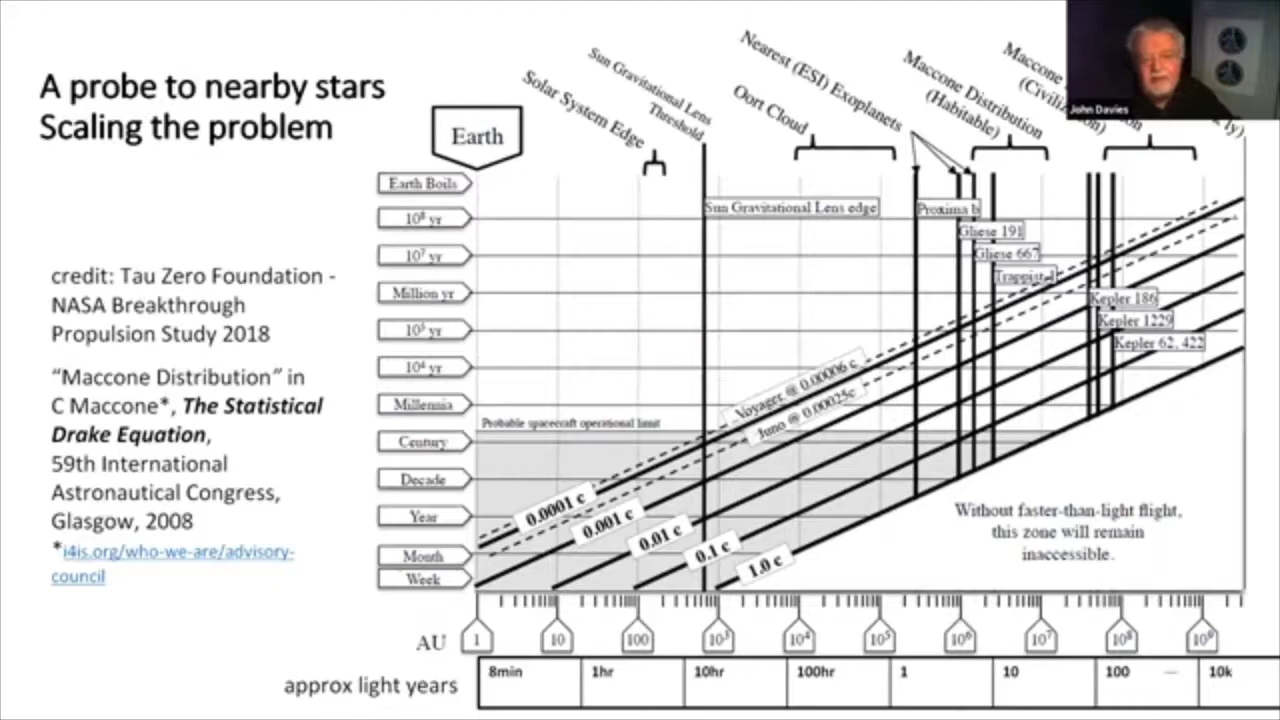 A probe to nearby stars
Scaling the problem
credit: Tau Zero Foundation -
NASA Breakthrough
Propulsion Study 2018
“Maccone Distribution” in
C Maccone*, The Statistical
Drake Equation,
59th International
Astronautical Congress,
Glasgow, 2008
*i4is.org/who-we-are/advisory-
council
Earth
Solar System Edge
Sun Gravitational Lens
Threshold
Oort Cloud
Nearest (ESI) Exoplanets
Maccone Distribution
(Habitable)
Maccone
John Davies
Earth Boils
10⁸ yr
10⁷ yr
Million yr
10⁵ yr
10⁴ yr
Millennia
Century
Decade
Year
Month
Week
Sun Gravitational Lens edge
Proxima b
Gliese 191
Gliese 667
Trappist-1
Kepler 186
Kepler 1229
Kepler 62, 422
Probable spacecraft operational limit
Voyager @ 0.00006 c
Juno @ 0.00025c
0.0001 c
0.001 c
0.01 c
0.1 c
1.0 c
Without faster-than-light flight,
this zone will remain
inaccessible.
AU 1 10 100 10³ 10⁴ 10⁵ 10⁶ 10⁷ 10⁸ 10⁹
approx light years 8min 1hr 10hr 100hr 1 10 100 — 10k